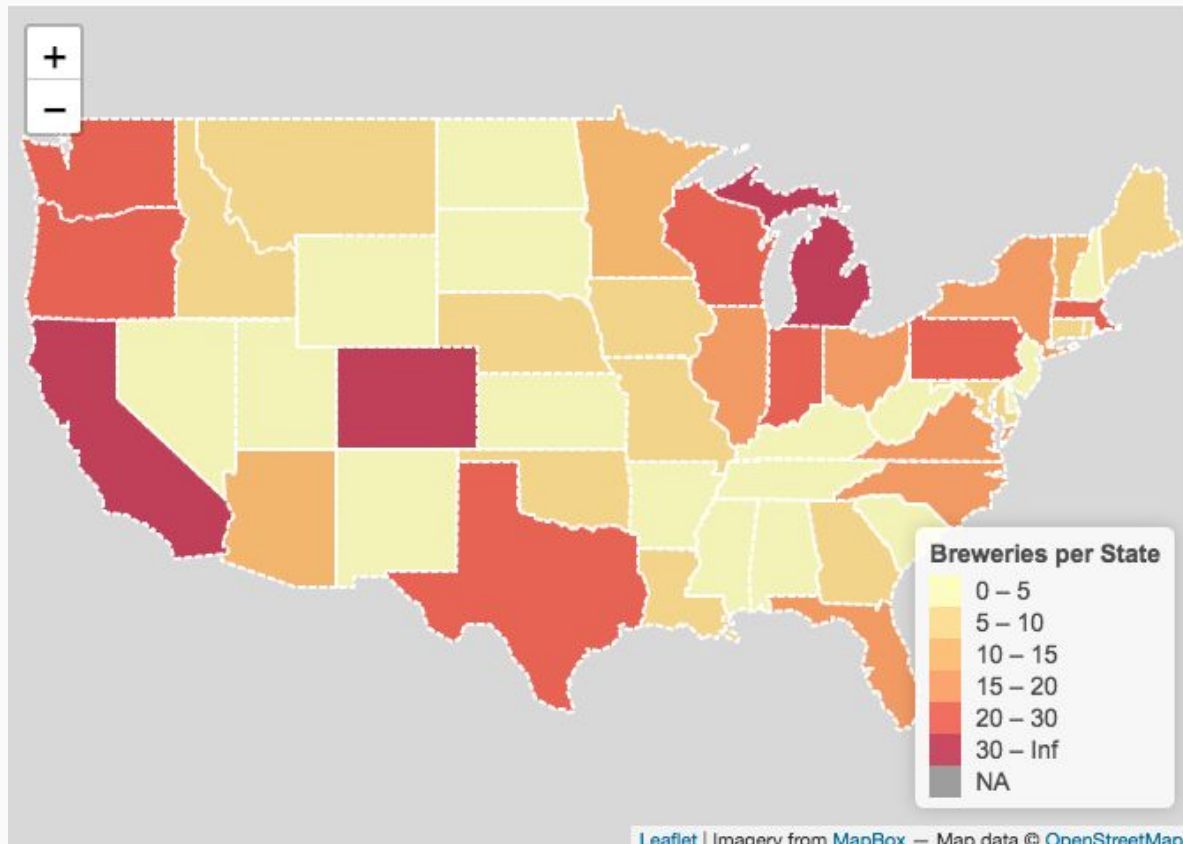 +
−
Breweries per State
0 – 5
5 – 10
10 – 15
15 – 20
20 – 30
30 – Inf
NA
Leaflet | Imagery from MapBox — Map data © OpenStreetMap